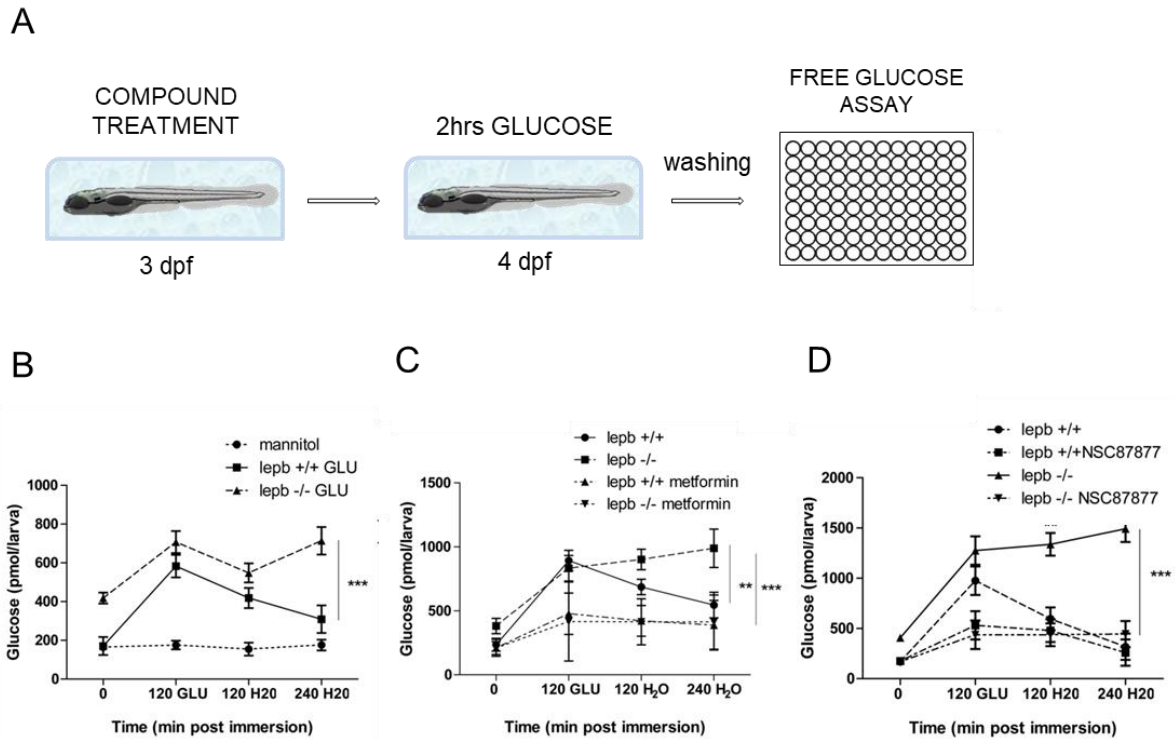 A
COMPOUND
TREATMENT
3 dpf
2hrs GLUCOSE
4 dpf
washing
FREE GLUCOSE
ASSAY
B
mannitol
lepb +/+ GLU
lepb -/- GLU
Glucose (pmol/larva)
1000
800
600
400
200
0
***
0
120 GLU
120 H20
240 H20
Time (min post immersion)
C
lepb +/+
lepb -/-
lepb +/+ metformin
lepb -/- metformin
Glucose (pmol/larva)
1500
1000
500
0
**
***
0
120 GLU
120 H₂O
240 H₂O
Time (min post immersion)
D
lepb +/+
lepb +/+NSC87877
lepb -/-
lepb -/- NSC87877
Glucose (pmol/larva)
2000
1500
1000
500
0
***
0
120 GLU
120 H20
240 H20
Time (min post immersion)